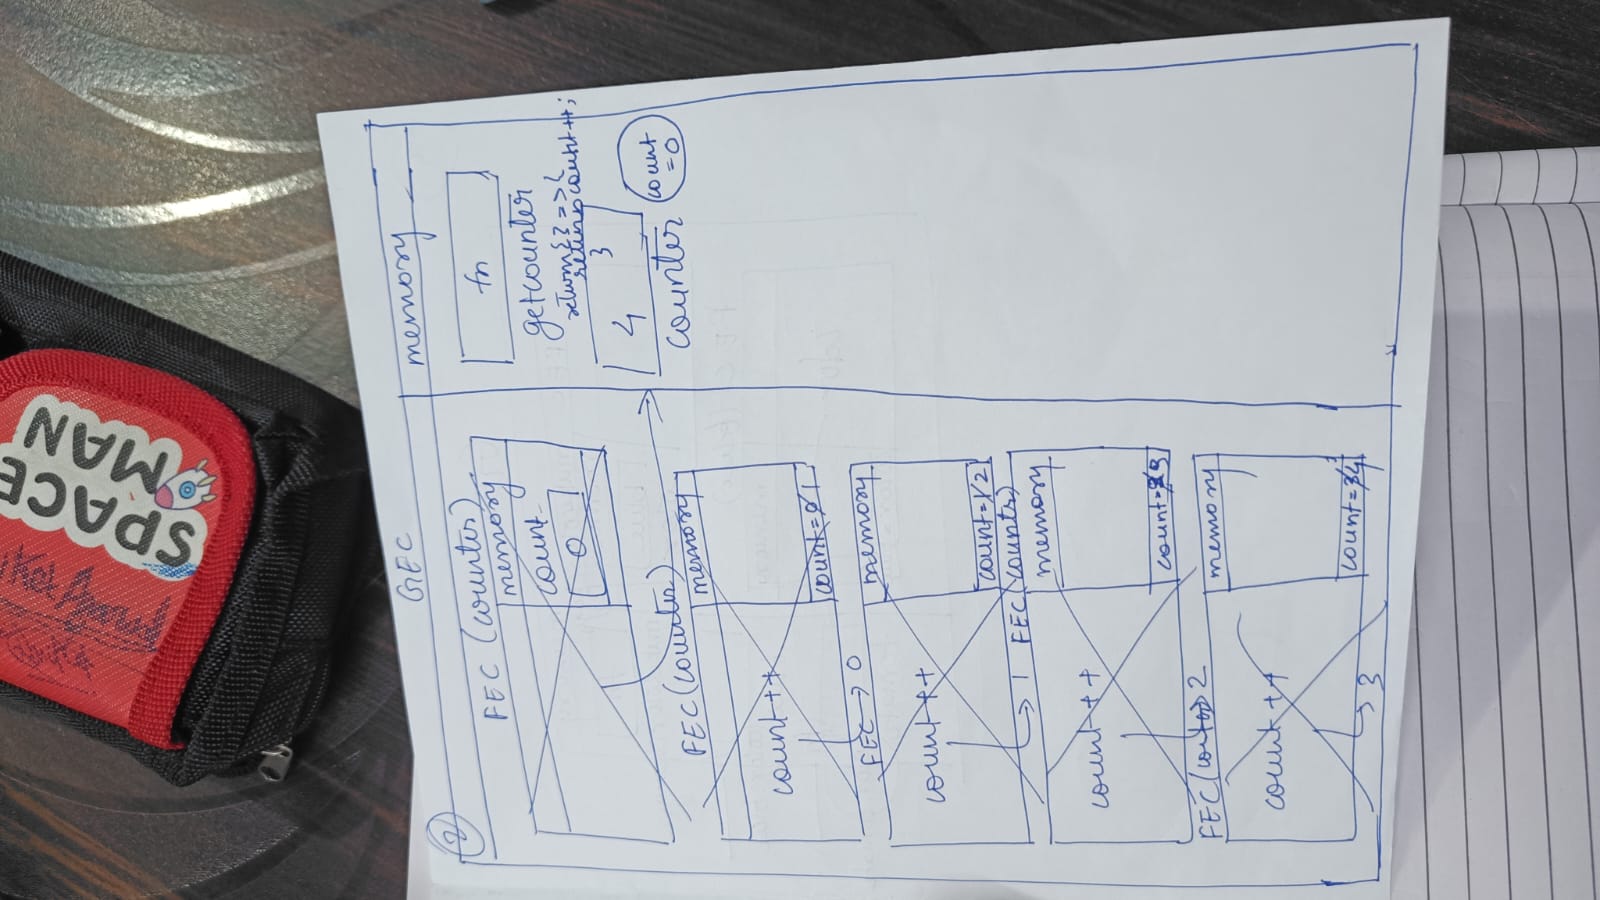 ②
GEC
memory
FEC (counter)
memory
count-
0
fn
getcounter
return () => {
return count++;
}
4
count
=0
counter
FEC (counter)
memory
count++
count=0 1
FEC → 0
memory
count++
count=1 2
1
FEC (counter)
memory
count++
count=2 3
2
FEC (counter)
memory
count++
count=3 4
3
SPACE
MAN